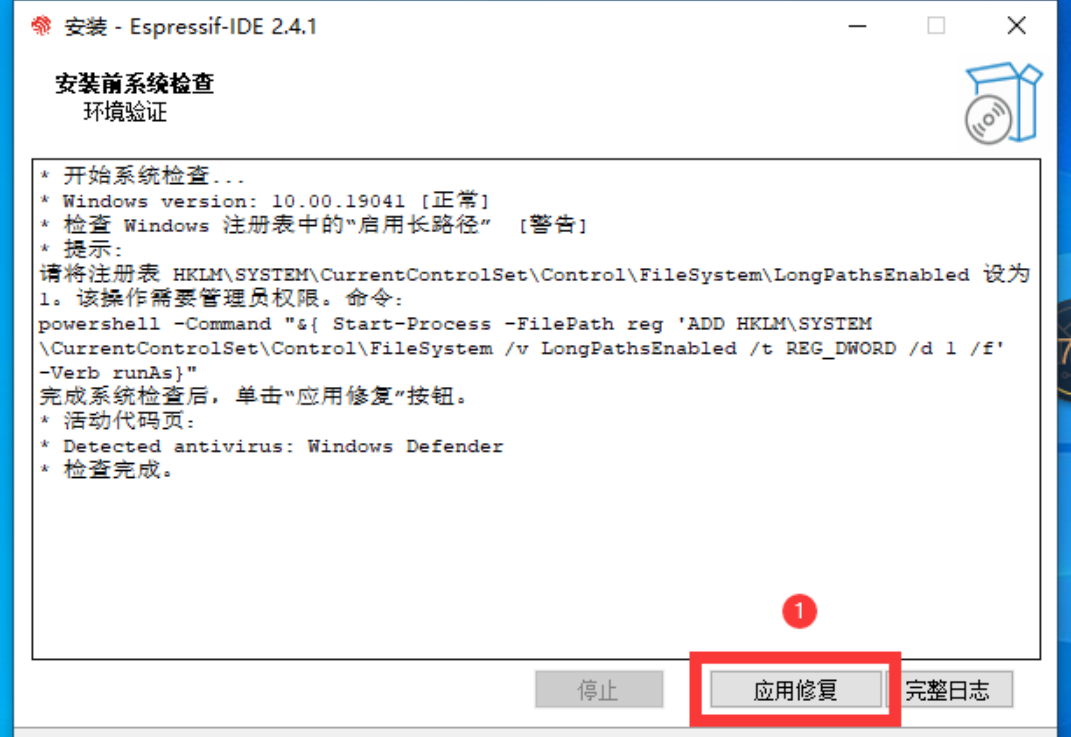 安装 - Espressif-IDE 2.4.1
安装前系统检查
环境验证
* 开始系统检查...
* Windows version: 10.00.19041 [正常]
* 检查 Windows 注册表中的“启用长路径” [警告]
* 提示:
请将注册表 HKLM\SYSTEM\CurrentControlSet\Control\FileSystem\LongPathsEnabled 设为
1。该操作需要管理员权限。命令:
powershell -Command "&{ Start-Process -FilePath reg 'ADD HKLM\SYSTEM
\CurrentControlSet\Control\FileSystem /v LongPathsEnabled /t REG_DWORD /d 1 /f'
-Verb runAs}"
完成系统检查后，单击“应用修复”按钮。
* 活动代码页:
* Detected antivirus: Windows Defender
* 检查完成。
1
停止 应用修复 完整日志
7